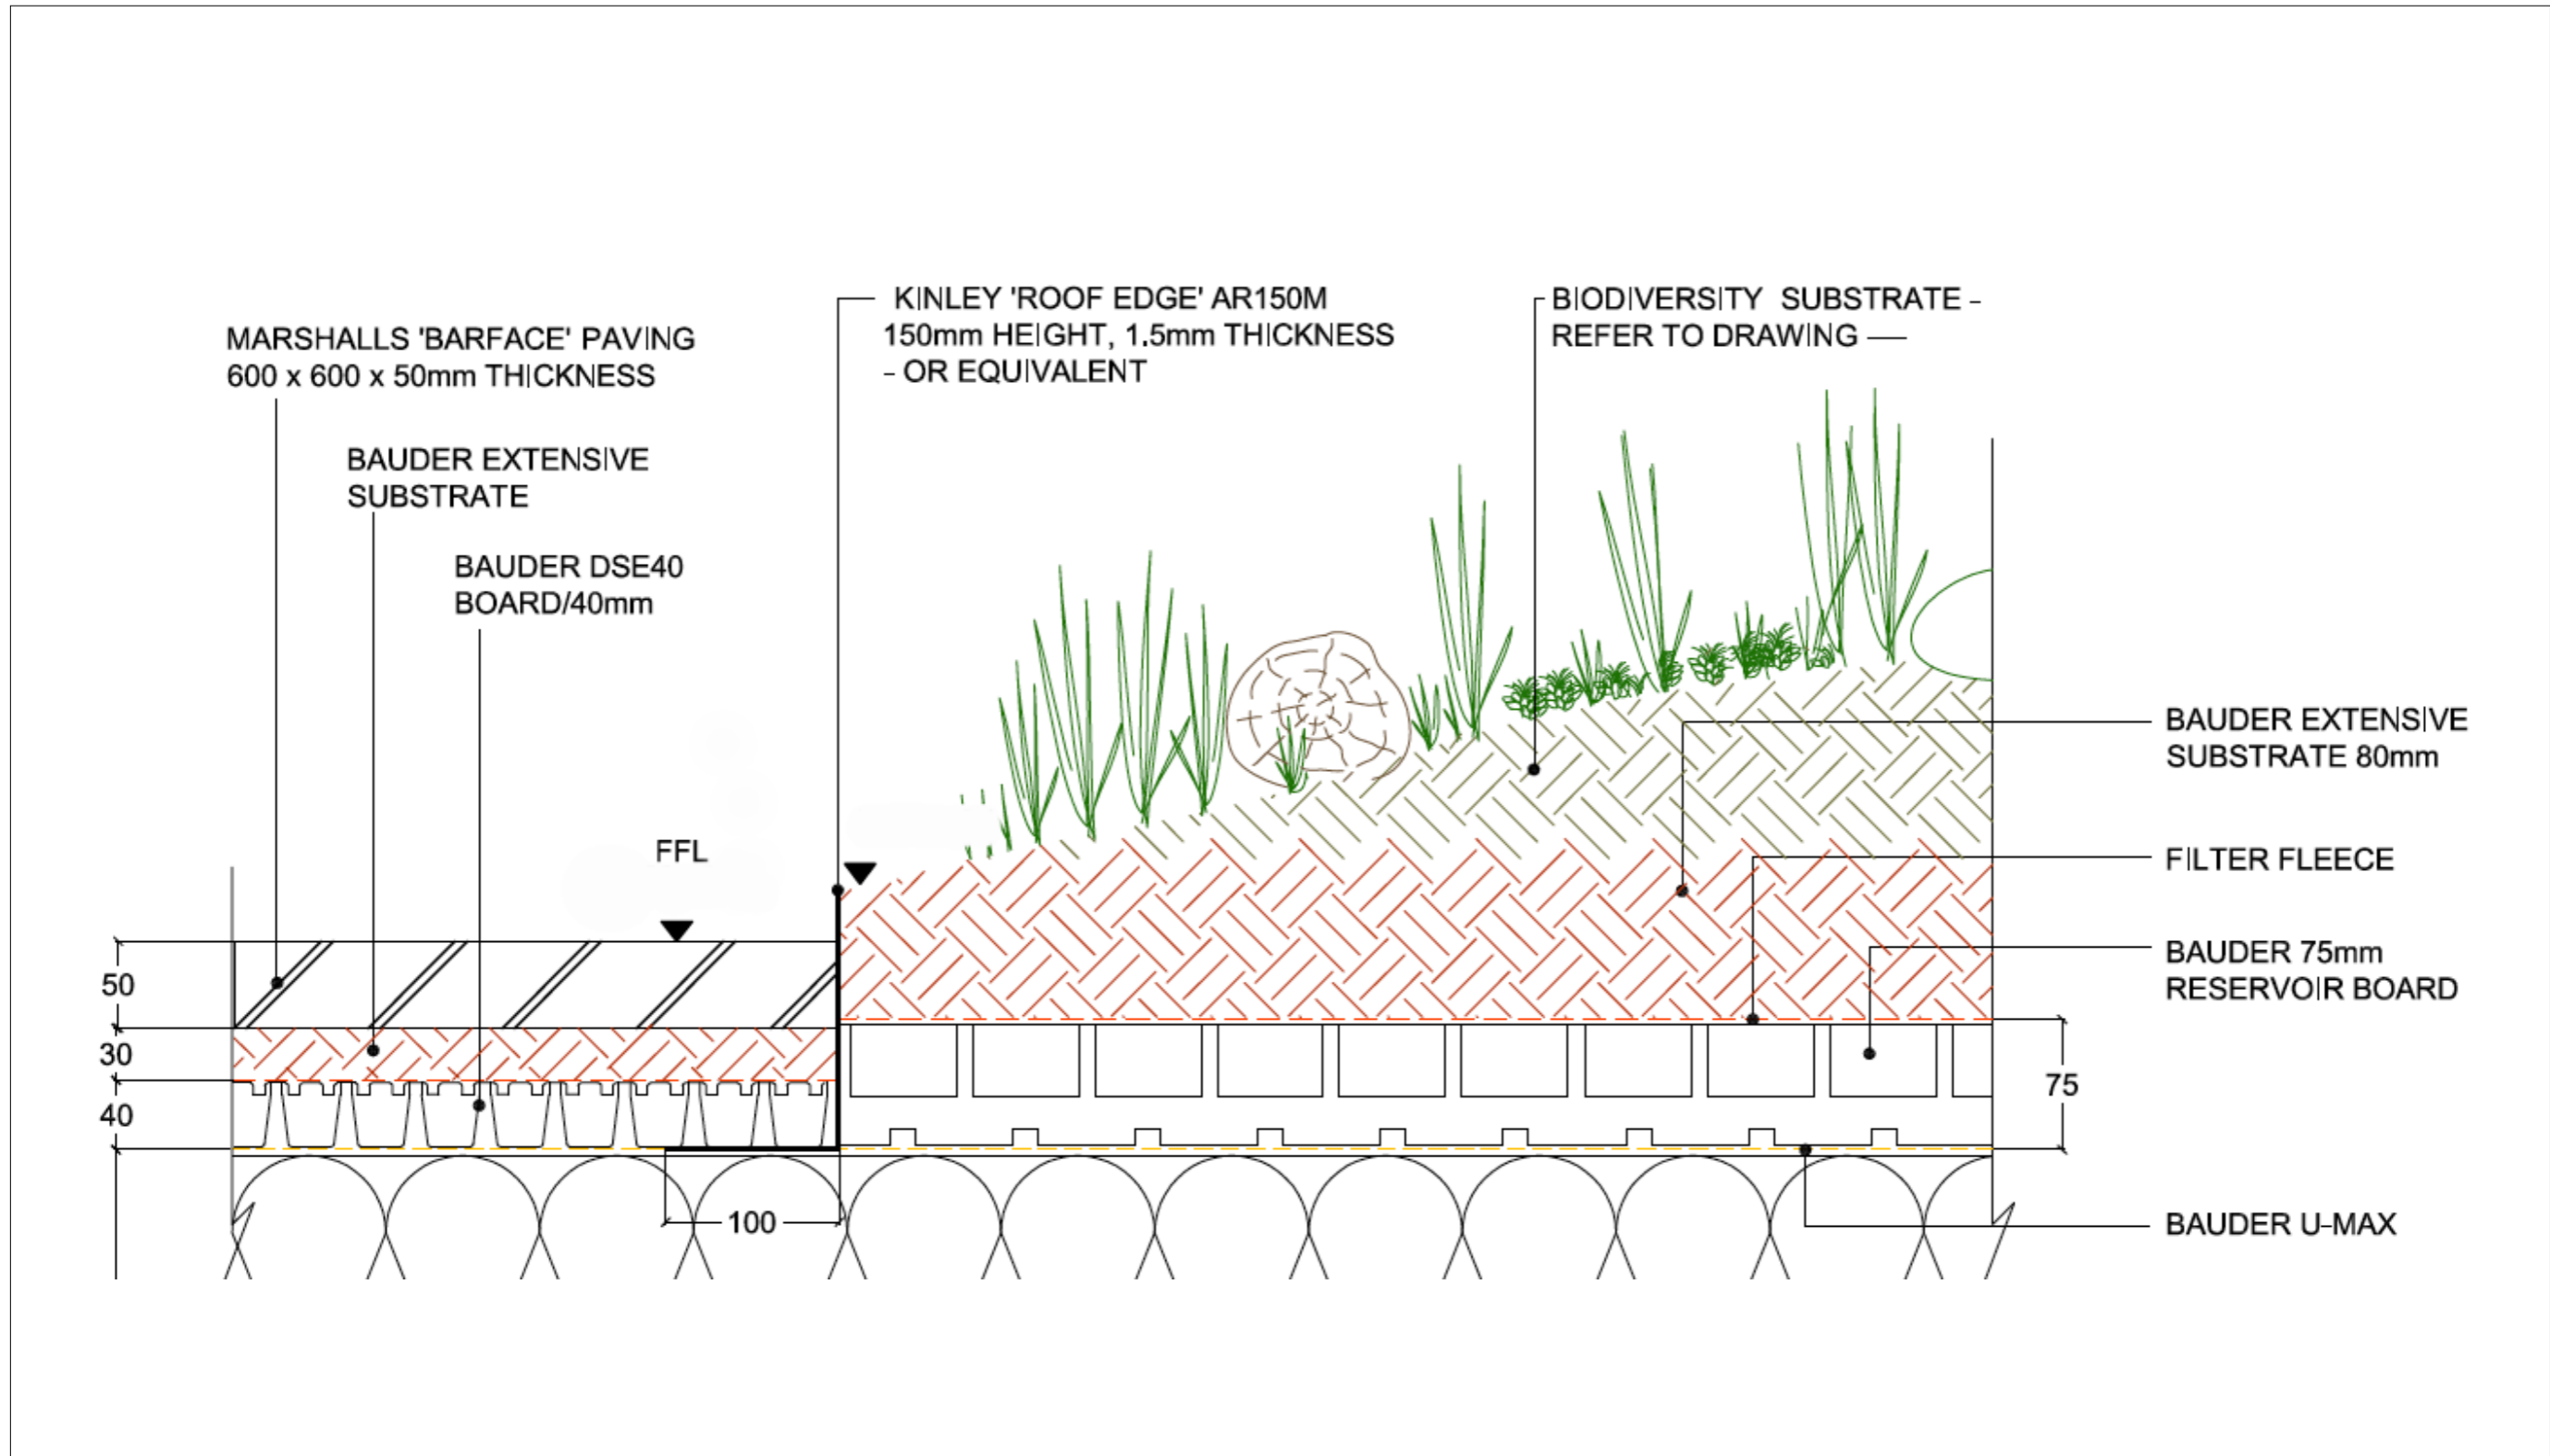 MARSHALLS 'BARFACE' PAVING
600 x 600 x 50mm THICKNESS
BAUDER EXTENSIVE
SUBSTRATE
BAUDER DSE40
BOARD/40mm
KINLEY 'ROOF EDGE' AR150M
150mm HEIGHT, 1.5mm THICKNESS
- OR EQUIVALENT
BIODIVERSITY SUBSTRATE -
REFER TO DRAWING —
FFL
BAUDER EXTENSIVE
SUBSTRATE 80mm
FILTER FLEECE
BAUDER 75mm
RESERVOIR BOARD
BAUDER U-MAX
50
30
40
100
75